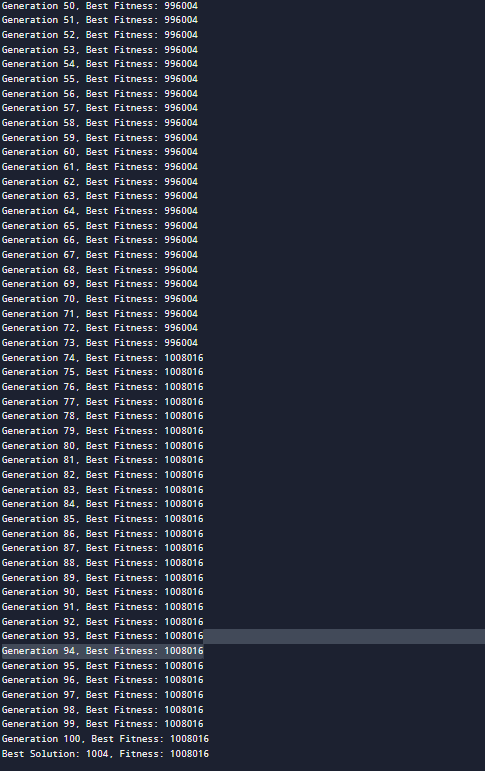 Generation 50, Best Fitness: 996004
Generation 51, Best Fitness: 996004
Generation 52, Best Fitness: 996004
Generation 53, Best Fitness: 996004
Generation 54, Best Fitness: 996004
Generation 55, Best Fitness: 996004
Generation 56, Best Fitness: 996004
Generation 57, Best Fitness: 996004
Generation 58, Best Fitness: 996004
Generation 59, Best Fitness: 996004
Generation 60, Best Fitness: 996004
Generation 61, Best Fitness: 996004
Generation 62, Best Fitness: 996004
Generation 63, Best Fitness: 996004
Generation 64, Best Fitness: 996004
Generation 65, Best Fitness: 996004
Generation 66, Best Fitness: 996004
Generation 67, Best Fitness: 996004
Generation 68, Best Fitness: 996004
Generation 69, Best Fitness: 996004
Generation 70, Best Fitness: 996004
Generation 71, Best Fitness: 996004
Generation 72, Best Fitness: 996004
Generation 73, Best Fitness: 996004
Generation 74, Best Fitness: 1008016
Generation 75, Best Fitness: 1008016
Generation 76, Best Fitness: 1008016
Generation 77, Best Fitness: 1008016
Generation 78, Best Fitness: 1008016
Generation 79, Best Fitness: 1008016
Generation 80, Best Fitness: 1008016
Generation 81, Best Fitness: 1008016
Generation 82, Best Fitness: 1008016
Generation 83, Best Fitness: 1008016
Generation 84, Best Fitness: 1008016
Generation 85, Best Fitness: 1008016
Generation 86, Best Fitness: 1008016
Generation 87, Best Fitness: 1008016
Generation 88, Best Fitness: 1008016
Generation 89, Best Fitness: 1008016
Generation 90, Best Fitness: 1008016
Generation 91, Best Fitness: 1008016
Generation 92, Best Fitness: 1008016
Generation 93, Best Fitness: 1008016
Generation 94, Best Fitness: 1008016
Generation 95, Best Fitness: 1008016
Generation 96, Best Fitness: 1008016
Generation 97, Best Fitness: 1008016
Generation 98, Best Fitness: 1008016
Generation 99, Best Fitness: 1008016
Generation 100, Best Fitness: 1008016
Best Solution: 1004, Fitness: 1008016